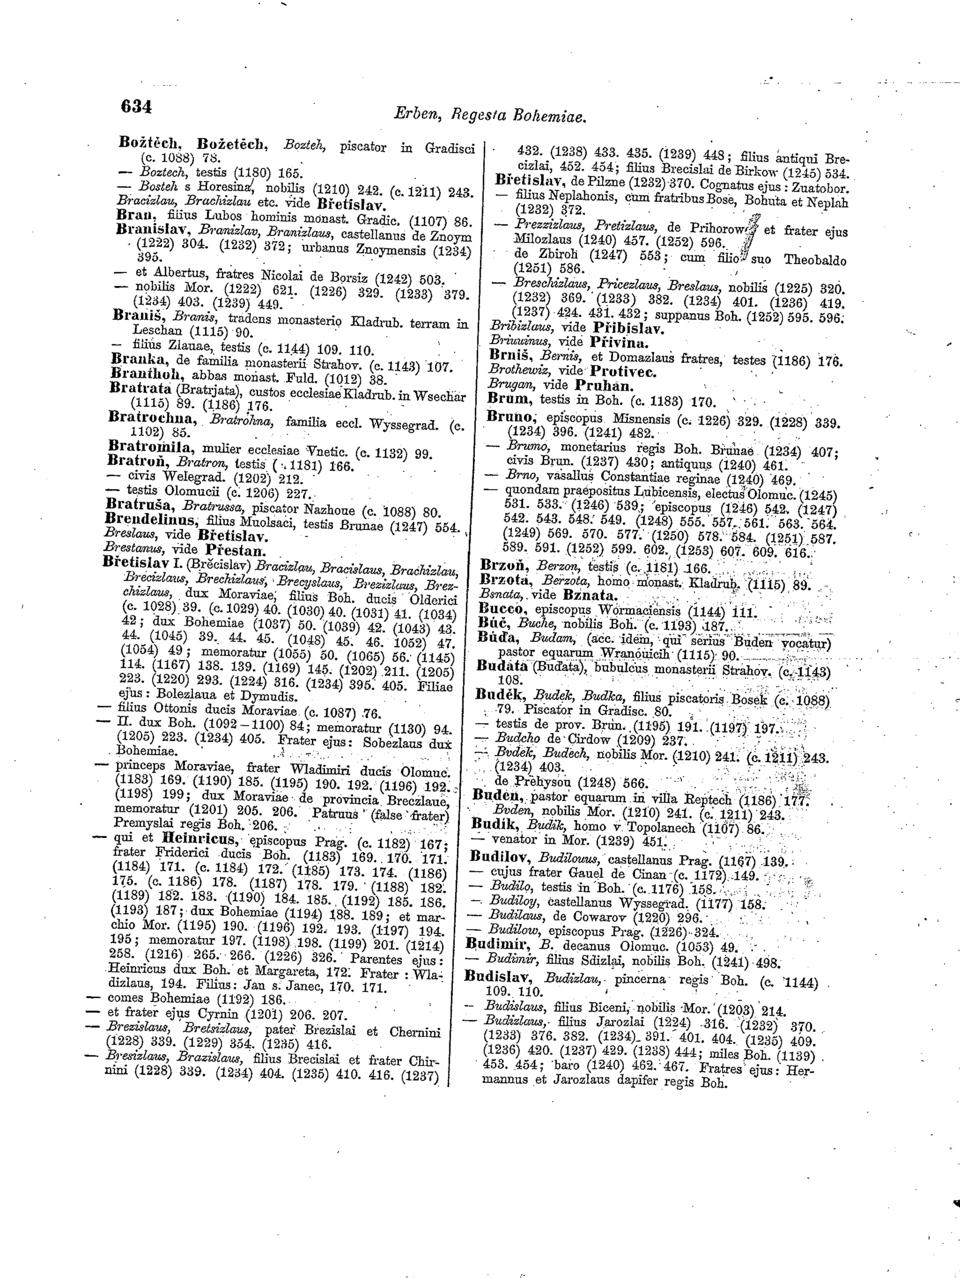 634
Erben, Regesta Bohemiae.
Božtěch, Božetěch, Bozteh, piscator in Gradisci
(c. 1088) 78.
— Boztech, testis (1180) 165.
— Bosteh s Horesina, nobilis (1210) 242. (c. 1211) 243.
Bracizlau, Brachizlau etc. vide Břetislav.
Bran, filius Lubos hominis monast. Gradic. (1107) 86.
Branislav, Branizlav, Branizlaus, castellanus de Znoym
(1222) 304. (1232) 372; urbanus Znoymensis (1234)
395.
— et Albertus, fratres Nicolai de Borsiz (1242) 503.
— nobilis Mor. (1222) 621. (1226) 329. (1233) 379.
(1234) 403. (1239) 449.
Braniš, Branis, tradens monasterio Kladrub. terram in
Leschan (1115) 90.
— filius Zlauae, testis (c. 1144) 109. 110.
Branka, de familia monasterii Strahov. (c. 1143) 107.
Branthoh, abbas monast. Fuld. (1012) 38.
Bratrata (Bratrjata), custos ecclesiae Kladrub. in Wsechar
(1115) 89. (1186) 176.
Bratrochna, Bratrohna, familia eccl. Wyssegrad. (c.
1102) 85.
Bratromila, mulier ecclesiae Vnetic. (c. 1132) 99.
Bratroň, Bratron, testis (c. 1181) 166.
— civis Welegrad. (1202) 212.
— testis Olomucii (c. 1206) 227.
Bratruša, Bratrussa, piscator Nazhoue (c. 1088) 80.
Brendelinus, filius Muolsaci, testis Brunae (1247) 554.
Breslaus, vide Břetislav.
Brestanus, vide Přestan.
Břetislav I. (Břecislav) Bracizlau, Bracislaus, Brachizlau,
Brecizlaus, Brechizlaus, Brecyslaus, Brezizlaus, Brez-
chizlaus, dux Moraviae, filius Boh. ducis Olderici
(c. 1028) 39. (c. 1029) 40. (1030) 40. (1031) 41. (1034)
42; dux Bohemiae (1037) 50. (1039) 42. (1043) 43.
44. (1045) 39. 44. 45. (1048) 45. 46. 1052) 47.
(1054) 49; memoratur (1055) 50. (1065) 56. (1145)
114. (1167) 138. 139. (1169) 145. (1202) 211. (1205)
223. (1220) 293. (1224) 316. (1234) 395. 405. Filiae
ejus: Bolezlaua et Dymudis.
— filius Ottonis ducis Moraviae (c. 1087) 76.
— II. dux Boh. (1092–1100) 84; memoratur (1130) 94.
(1205) 223. (1234) 405. Frater ejus: Sobezlaus dux
Bohemiae.
— princeps Moraviae, frater Wladimiri ducis Olomuc.
(1183) 169. (1190) 185. (1195) 190. 192. (1196) 192.
(1198) 199; dux Moraviae de provincia Breczlaue,
memoratur (1201) 205. 206. Patruus (false frater)
Premyslai regis Boh. 206.
— qui et Heinricus, episcopus Prag. (c. 1182) 167;
frater Friderici ducis Boh. (1183) 169. 170. 171.
(1184) 171. (c. 1184) 172. (1185) 173. 174. (1186)
175. (c. 1186) 178. (1187) 178. 179. (1188) 182.
(1189) 182. 183. (1190) 184. 185. (1192) 185. 186.
(1193) 187; dux Bohemiae (1194) 188. 189; et mar-
chio Mor. (1195) 190. (1196) 192. 193. (1197) 194.
195; memoratur 197. (1198) 198. (1199) 201. (1214)
258. (1216) 265. 266. (1226) 326. Parentes ejus:
Heinricus dux Boh. et Margareta, 172. Frater: Wla-
dizlaus, 194. Filius: Jan s. Janec, 170. 171.
— comes Bohemiae (1192) 186.
— et frater ejus Cyrnin (1201) 206. 207.
— Brezislaus, Bretsizlaus, pater Brezislai et Chernini
(1228) 339. (1229) 354. (1235) 416.
— Bresizlaus, Brazislaus, filius Brecislai et frater Chir-
nini (1228) 339. (1234) 404. (1235) 410. 416. (1237)
432. (1238) 433. 435. (1239) 448; filius antiqui Bre-
cizlai, 452. 454; filius Brecislai de Birkow (1245) 534.
Břetislav, de Pilzne (1232) 370. Cognatus ejus: Zuatobor.
— filius Neplahonis, cum fratribus Bose, Bohuta et Neplah
(1232) 372.
— Prezzizlaus, Pretizlaus, de Prihorow et frater ejus
Milozlaus (1240) 457. (1252) 596.
de Zbiroh (1247) 553; cum filio suo Theobaldo
(1251) 586.
— Breschizlaus, Pricezlaus, Breslaus, nobilis (1225) 320.
(1232) 369. (1233) 382. (1234) 401. (1236) 419.
(1237) 424. 431. 432; suppanus Boh. (1252) 595. 596.
Bribizlaus, vide Přibislav.
Briuuinus, vide Přivina.
Brniš, Bernis, et Domazlaus fratres, testes (1186) 176.
Brothewiz, vide Protivec.
Brugan, vide Pruhan.
Brum, testis in Boh. (c. 1183) 170.
Bruno, episcopus Misnensis (c. 1226) 329. (1228) 339.
(1234) 396. (1241) 482.
— Brumo, monetarius regis Boh. Brunae (1234) 407;
civis Brun. (1237) 430; antiquus (1240) 461.
— Brno, vasallus Constantiae reginae (1240) 469.
— quondam praepositus Lubicensis, electus Olomuc. (1245)
531. 533. (1246) 539; episcopus (1246) 542. (1247)
542. 543. 548. 549. (1248) 555. 557. 561. 563. 564.
(1249) 569. 570. 577. (1250) 578. 584. (1251) 587.
589. 591. (1252) 599. 602. (1253) 607. 609. 616.
Brzoň, Berzon, testis (c. 1181) 166.
Brzota, Berzota, homo monast. Kladrub. (1115) 89.
Bsnata, vide Bznata.
Bucco, episcopus Wormaciensis (1144) 111.
Búč, Buche, nobilis Boh. (c. 1193) 187.
Búda, Budam, (acc. idem, qui serius Buden vocatur)
pastor equarum Wranouicih (1115) 90.
Budata (Buďata), bubulcus monasterii Strahov. (c. 1143)
108.
Buděk, Budek, Budka, filius piscatoris Bosek (c. 1088)
79. Piscator in Gradisc. 80.
— testis de prov. Brun. (1195) 191. (1197) 197.
— Budcho de Cirdow (1209) 237.
— Bvdek, Budech, nobilis Mor. (1210) 241. (c. 1211) 243.
(1234) 403.
de Prehyson (1248) 566.
Buden, pastor equarum in villa Reptech (1186) 177.
Bvden, nobilis Mor. (1210) 241. (c. 1211) 243.
Budik, Budik, homo v Topolanech (1107) 86.
— venator in Mor. (1239) 451.
Budilov, Budilouus, castellanus Prag. (1167) 139.
— cujus frater Gauel de Cinan (c. 1172) 149.
— Budilo, testis in Boh. (c. 1176) 158.
— Budiloy, castellanus Wyssegrad. (1177) 158.
— Budilaus, de Cowarov (1220) 296.
— Budilow, episcopus Prag. (1226) 324.
Budimír, B. decanus Olomuc. (1053) 49.
— Budimir, filius Sdizlai, nobilis Boh. (1241) 498.
Budislav, Budizlau, pincerna regis Boh. (c. 1144)
109. 110.
— Budislaus, filius Biceni, nobilis Mor. (1203) 214.
— Budizlaus, filius Jarozlai (1224) 316. (1232) 370.
(1233) 376. 382. (1234) 391. 401. 404. (1235) 409.
(1236) 420. (1237) 429. (1238) 444; miles Boh. (1139)
453. 454; baro (1240) 462. 467. Fratres ejus: Her-
mannus et Jarozlaus dapifer regis Boh.